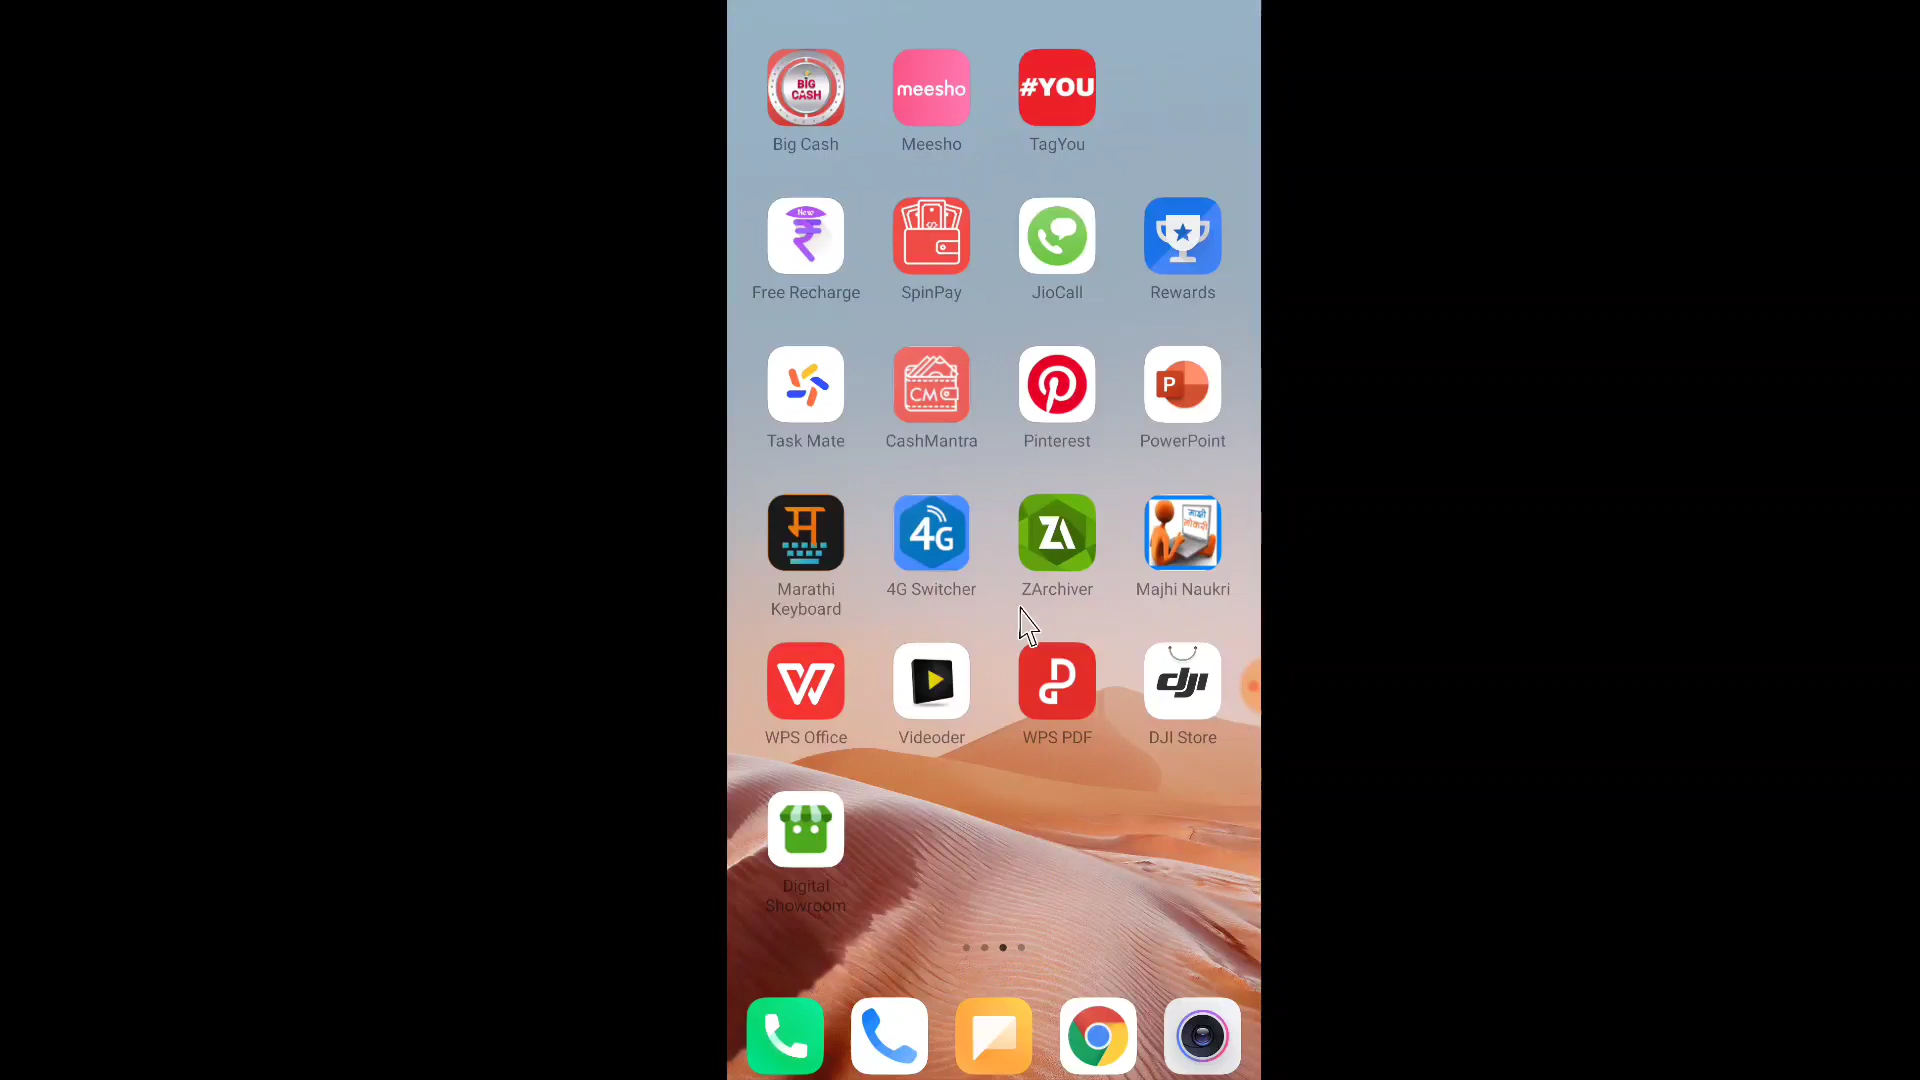 BIG
CASH
meesho
#YOU
Big Cash
Meesho
TagYou
New
Free Recharge
SpinPay
JioCall
Rewards
CM
P
Task Mate
CashMantra
Pinterest
PowerPoint
म
4G
ZA
माझी
नोकरी
Marathi
Keyboard
4G Switcher
ZArchiver
Majhi Naukri
W
dji
WPS Office
Videoder
WPS PDF
DJI Store
Digital
Showroom